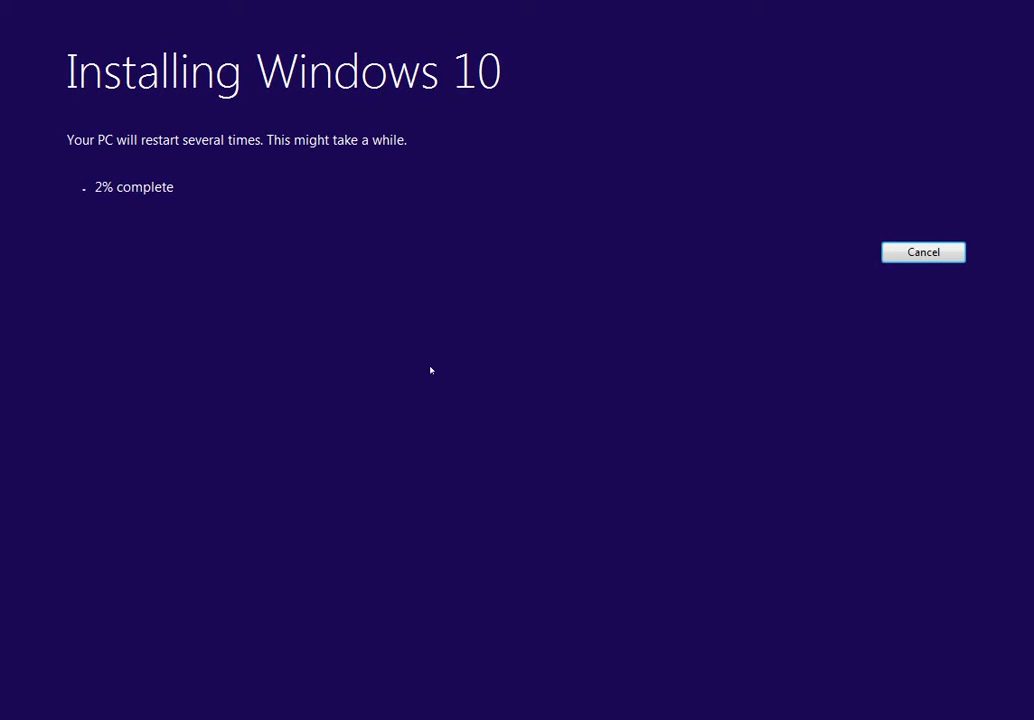 Installing Windows 10
Your PC will restart several times. This might take a while.
2% complete
Cancel